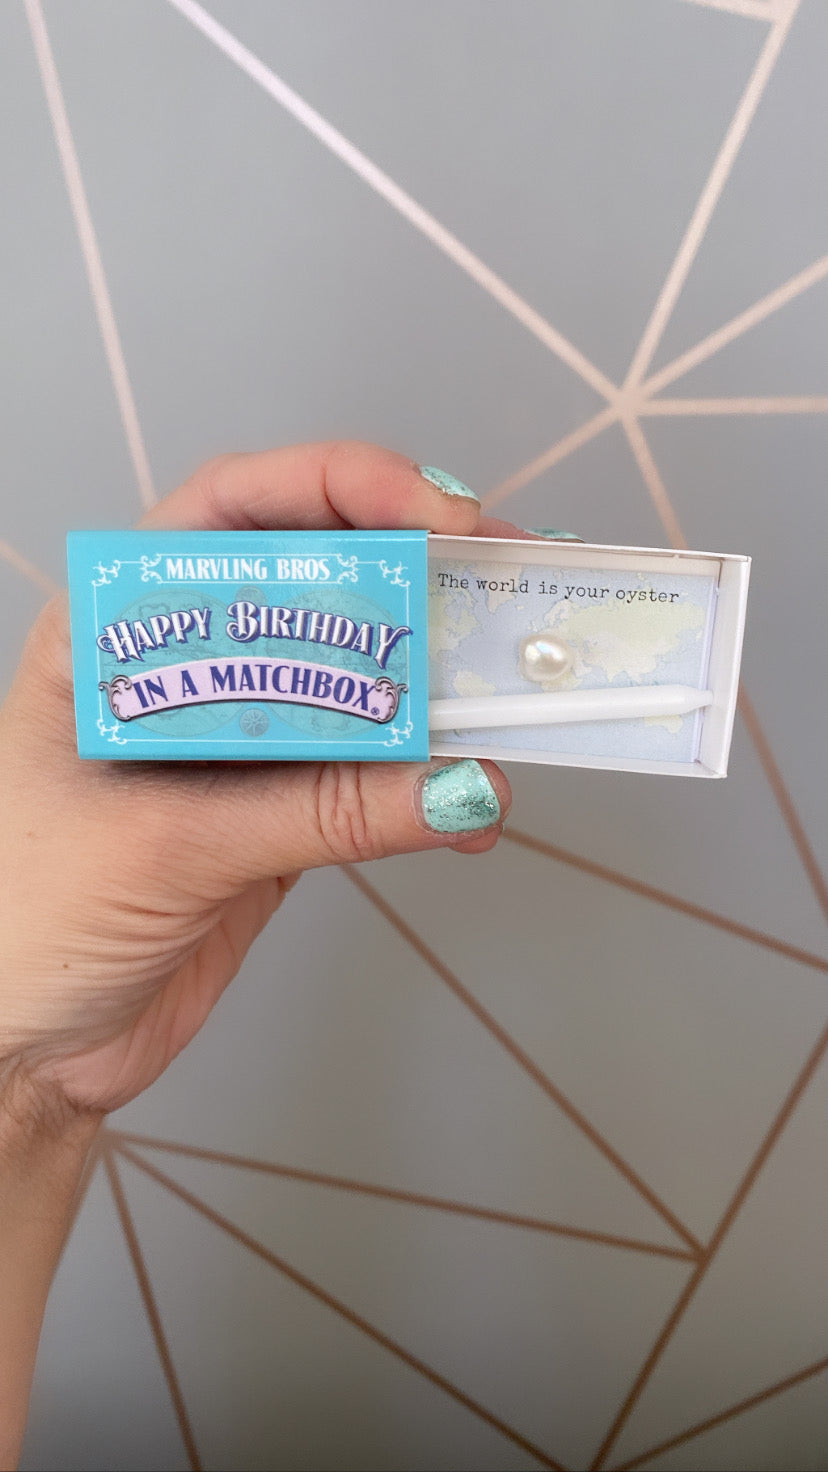 MARVLING BROS
HAPPY BIRTHDAY
IN A MATCHBOX®
The world is your oyster